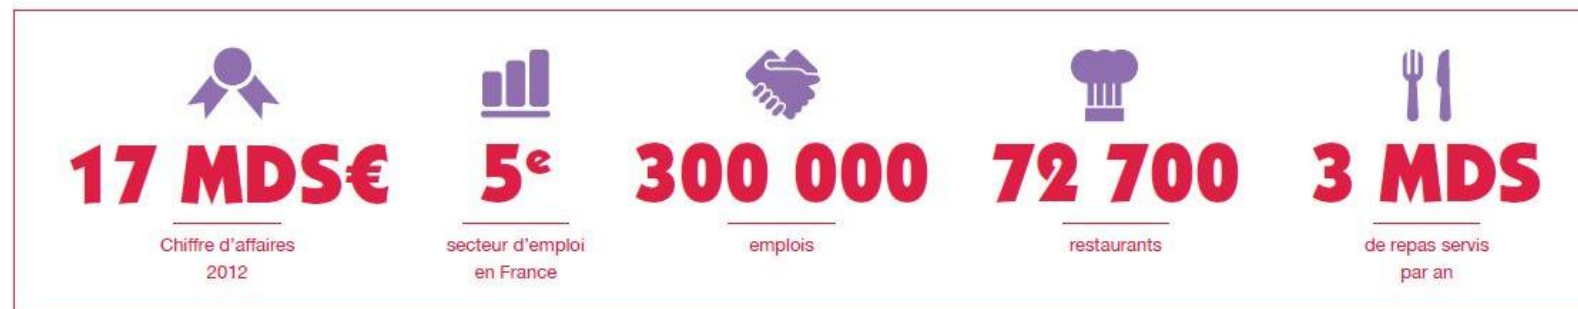 17 MDS€
Chiffre d'affaires
2012
5e
secteur d'emploi
en France
300 000
emplois
72 700
restaurants
3 MDS
de repas servis
par an